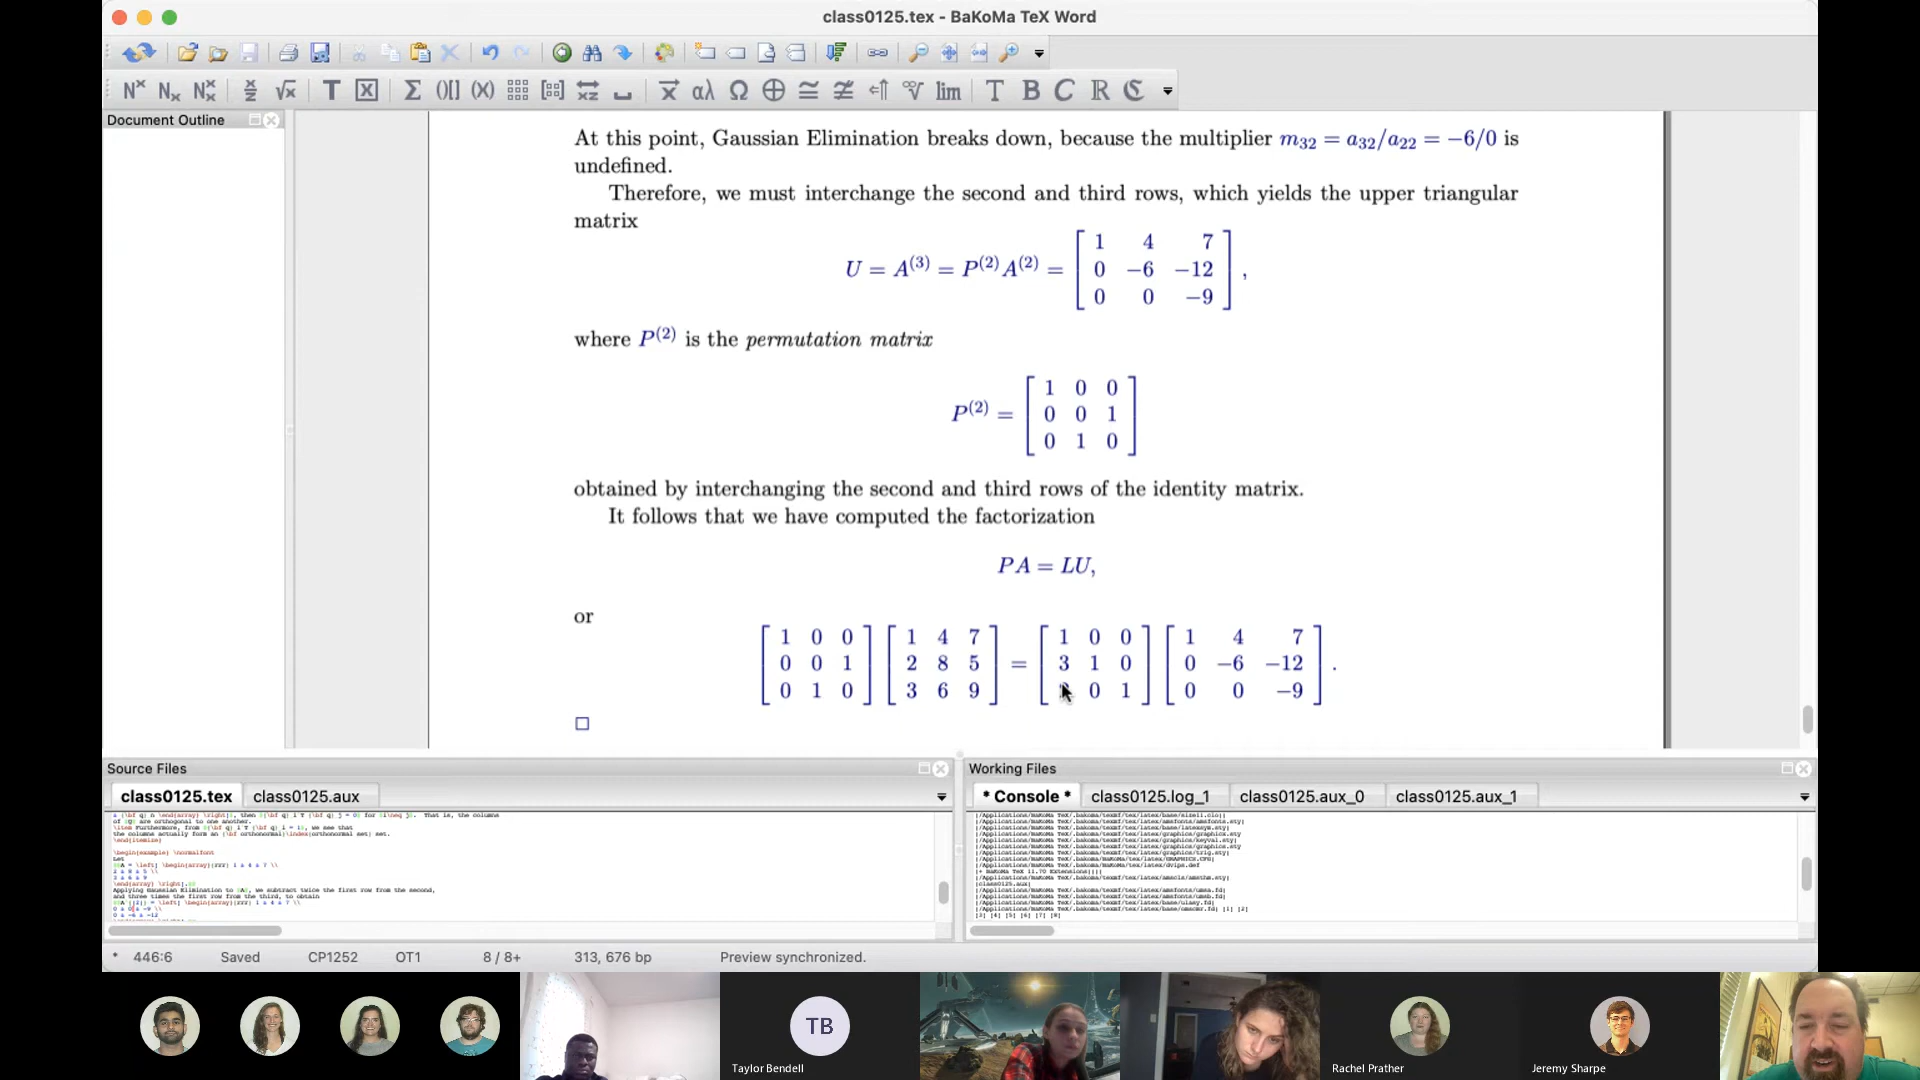 class0125.tex - BaKoMa TeX Word
Document Outline
At this point, Gaussian Elimination breaks down, because the multiplier m₃₂ = a₃₂/a₂₂ = −6/0 is
undefined.
Therefore, we must interchange the second and third rows, which yields the upper triangular
matrix
U = A⁽³⁾ = P⁽²⁾A⁽²⁾ = [ 1 4 7
0 −6 −12
0 0 −9 ] ,
where P⁽²⁾ is the permutation matrix
P⁽²⁾ = [ 1 0 0
0 0 1
0 1 0 ]
obtained by interchanging the second and third rows of the identity matrix.
It follows that we have computed the factorization
PA = LU,
or
[ 1 0 0 ] [ 1 4 7 ] = [ 1 0 0 ] [ 1 4 7 ]
[ 0 0 1 ] [ 2 8 5 ] [ 3 1 0 ] [ 0 −6 −12 ] .
[ 0 1 0 ] [ 3 6 9 ] [ 0 1 ] [ 0 0 −9 ]
□
Source Files
class0125.tex class0125.aux
Working Files
* Console * class0125.log_1 class0125.aux_0 class0125.aux_1
* 446:6 Saved CP1252 OT1 8 / 8+ 313, 676 bp Preview synchronized.
TB
Taylor Bendell
Rachel Prather
Jeremy Sharpe